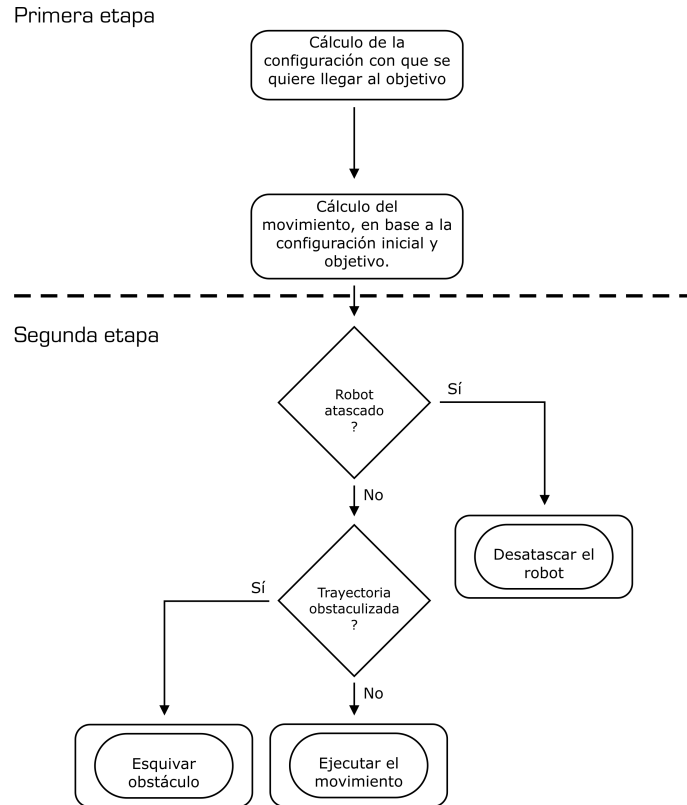 Primera etapa
Cálculo de la
configuración con que se
quiere llegar al objetivo
Cálculo del
movimiento, en base a la
configuración inicial y
objetivo.
Segunda etapa
Robot
atascado
?
Sí
No
Desatascar el
robot
Trayectoria
obstaculizada
?
Sí
No
Esquivar
obstáculo
Ejecutar el
movimiento